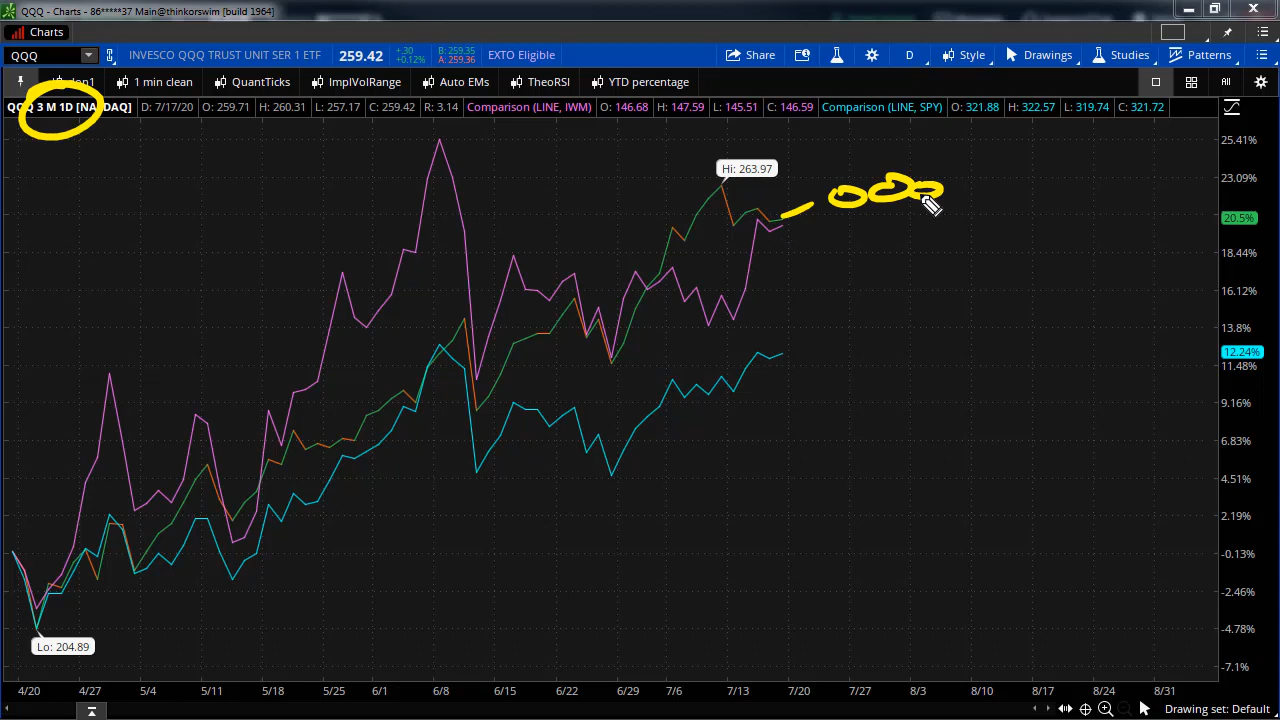 QQQ - Charts - 86*****37 Main@thinkorswim [build 1964]
Charts
QQQ INVESCO QQQ TRUST UNIT SER 1 ETF 259.42 +.30 +0.12% B: 259.35 A: 259.36 EXTO Eligible Share D Style Drawings Studies Patterns
1 min clean QuantTicks ImplVolRange Auto EMs TheoRSI YTD percentage
QQQ 3 M 1D [NASDAQ] D: 7/17/20 O: 259.71 H: 260.31 L: 257.17 C: 259.42 R: 3.14 Comparison (LINE, IWM) O: 146.68 H: 147.59 L: 145.51 C: 146.59 Comparison (LINE, SPY) O: 321.88 H: 322.57 L: 319.74 C: 321.72
25.41%
Hi: 263.97
23.09%
20.5%
18.44%
16.12%
13.8%
12.24%
11.48%
9.16%
6.83%
4.51%
2.19%
-0.13%
-2.46%
-4.78%
Lo: 204.89
-7.1%
4/20 4/27 5/4 5/11 5/18 5/25 6/1 6/8 6/15 6/22 6/29 7/6 7/13 7/20 7/27 8/3 8/10 8/17 8/24 8/31
Drawing set: Default